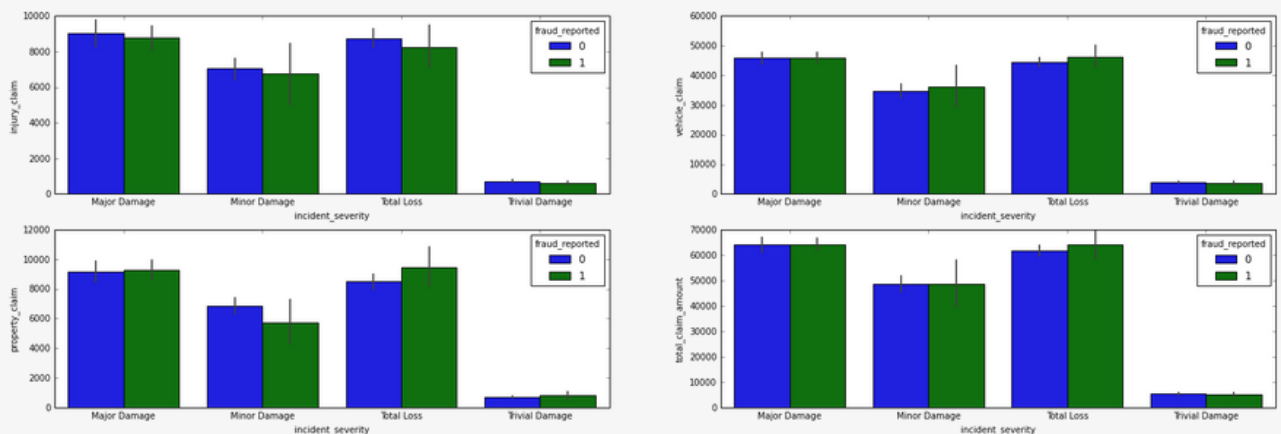 10000
8000
6000
4000
2000
0
injury_claim
fraud_reported
0
1
Major Damage Minor Damage Total Loss Trivial Damage
incident_severity
60000
50000
40000
30000
20000
10000
0
vehicle_claim
fraud_reported
0
1
Major Damage Minor Damage Total Loss Trivial Damage
incident_severity
12000
10000
8000
6000
4000
2000
0
property_claim
fraud_reported
0
1
Major Damage Minor Damage Total Loss Trivial Damage
incident_severity
70000
60000
50000
40000
30000
20000
10000
0
total_claim_amount
fraud_reported
0
1
Major Damage Minor Damage Total Loss Trivial Damage
incident_severity